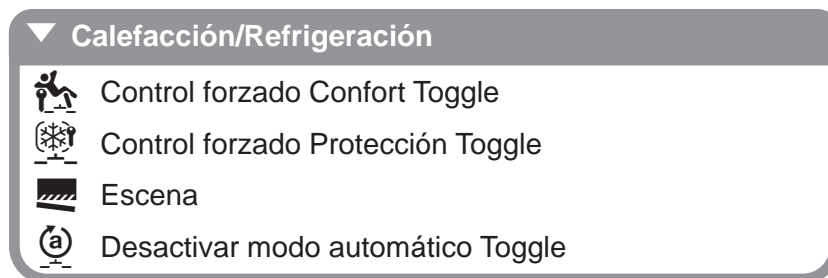 Calefacción/Refrigeración
Control forzado Confort Toggle
Control forzado Protección Toggle
Escena
a Desactivar modo automático Toggle